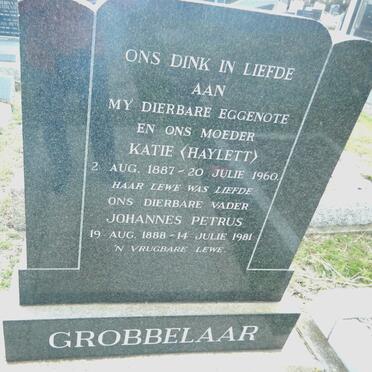 ONS DINK IN LIEFDE
AAN
MY DIERBARE EGGENOTE
EN ONS MOEDER
KATIE (HAYLETT)
2 AUG. 1887 - 20 JULIE 1960
HAAR LEWE WAS LIEFDE
ONS DIERBARE VADER
JOHANNES PETRUS
19 AUG. 1888 - 14 JULIE 1981
'N VRUGBARE LEWE
GROBBELAAR